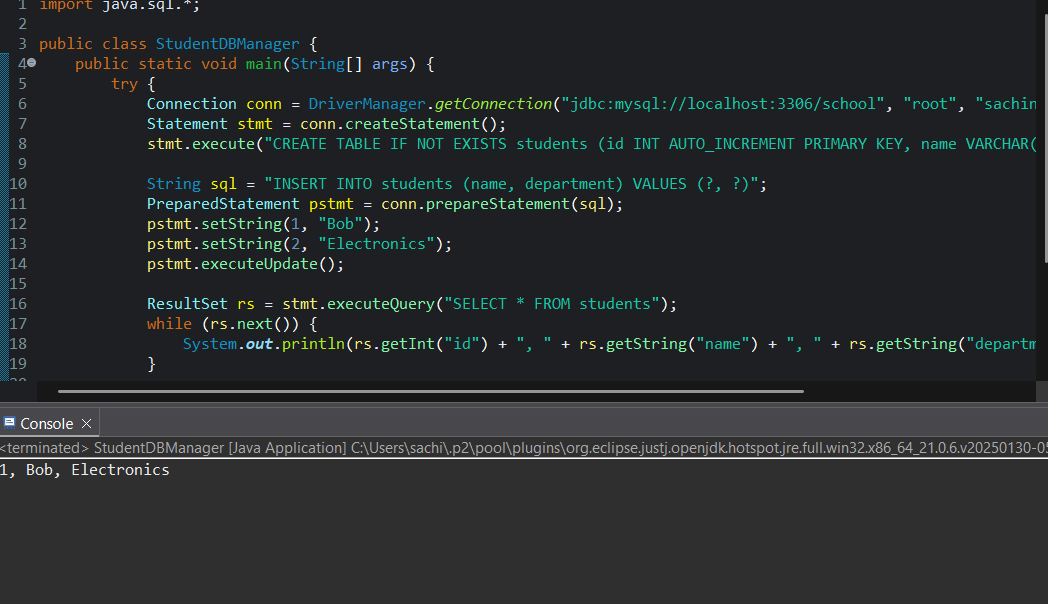 1 import java.sql.*;
2
3 public class StudentDBManager {
4 public static void main(String[] args) {
5 try {
6 Connection conn = DriverManager.getConnection("jdbc:mysql://localhost:3306/school", "root", "sachin
7 Statement stmt = conn.createStatement();
8 stmt.execute("CREATE TABLE IF NOT EXISTS students (id INT AUTO_INCREMENT PRIMARY KEY, name VARCHAR(
9
10 String sql = "INSERT INTO students (name, department) VALUES (?, ?)";
11 PreparedStatement pstmt = conn.prepareStatement(sql);
12 pstmt.setString(1, "Bob");
13 pstmt.setString(2, "Electronics");
14 pstmt.executeUpdate();
15
16 ResultSet rs = stmt.executeQuery("SELECT * FROM students");
17 while (rs.next()) {
18 System.out.println(rs.getInt("id") + ", " + rs.getString("name") + ", " + rs.getString("departm
19 }
Console
<terminated> StudentDBManager [Java Application] C:\Users\sachi\.p2\pool\plugins\org.eclipse.justj.openjdk.hotspot.jre.full.win32.x86_64_21.0.6.v20250130-05
1, Bob, Electronics